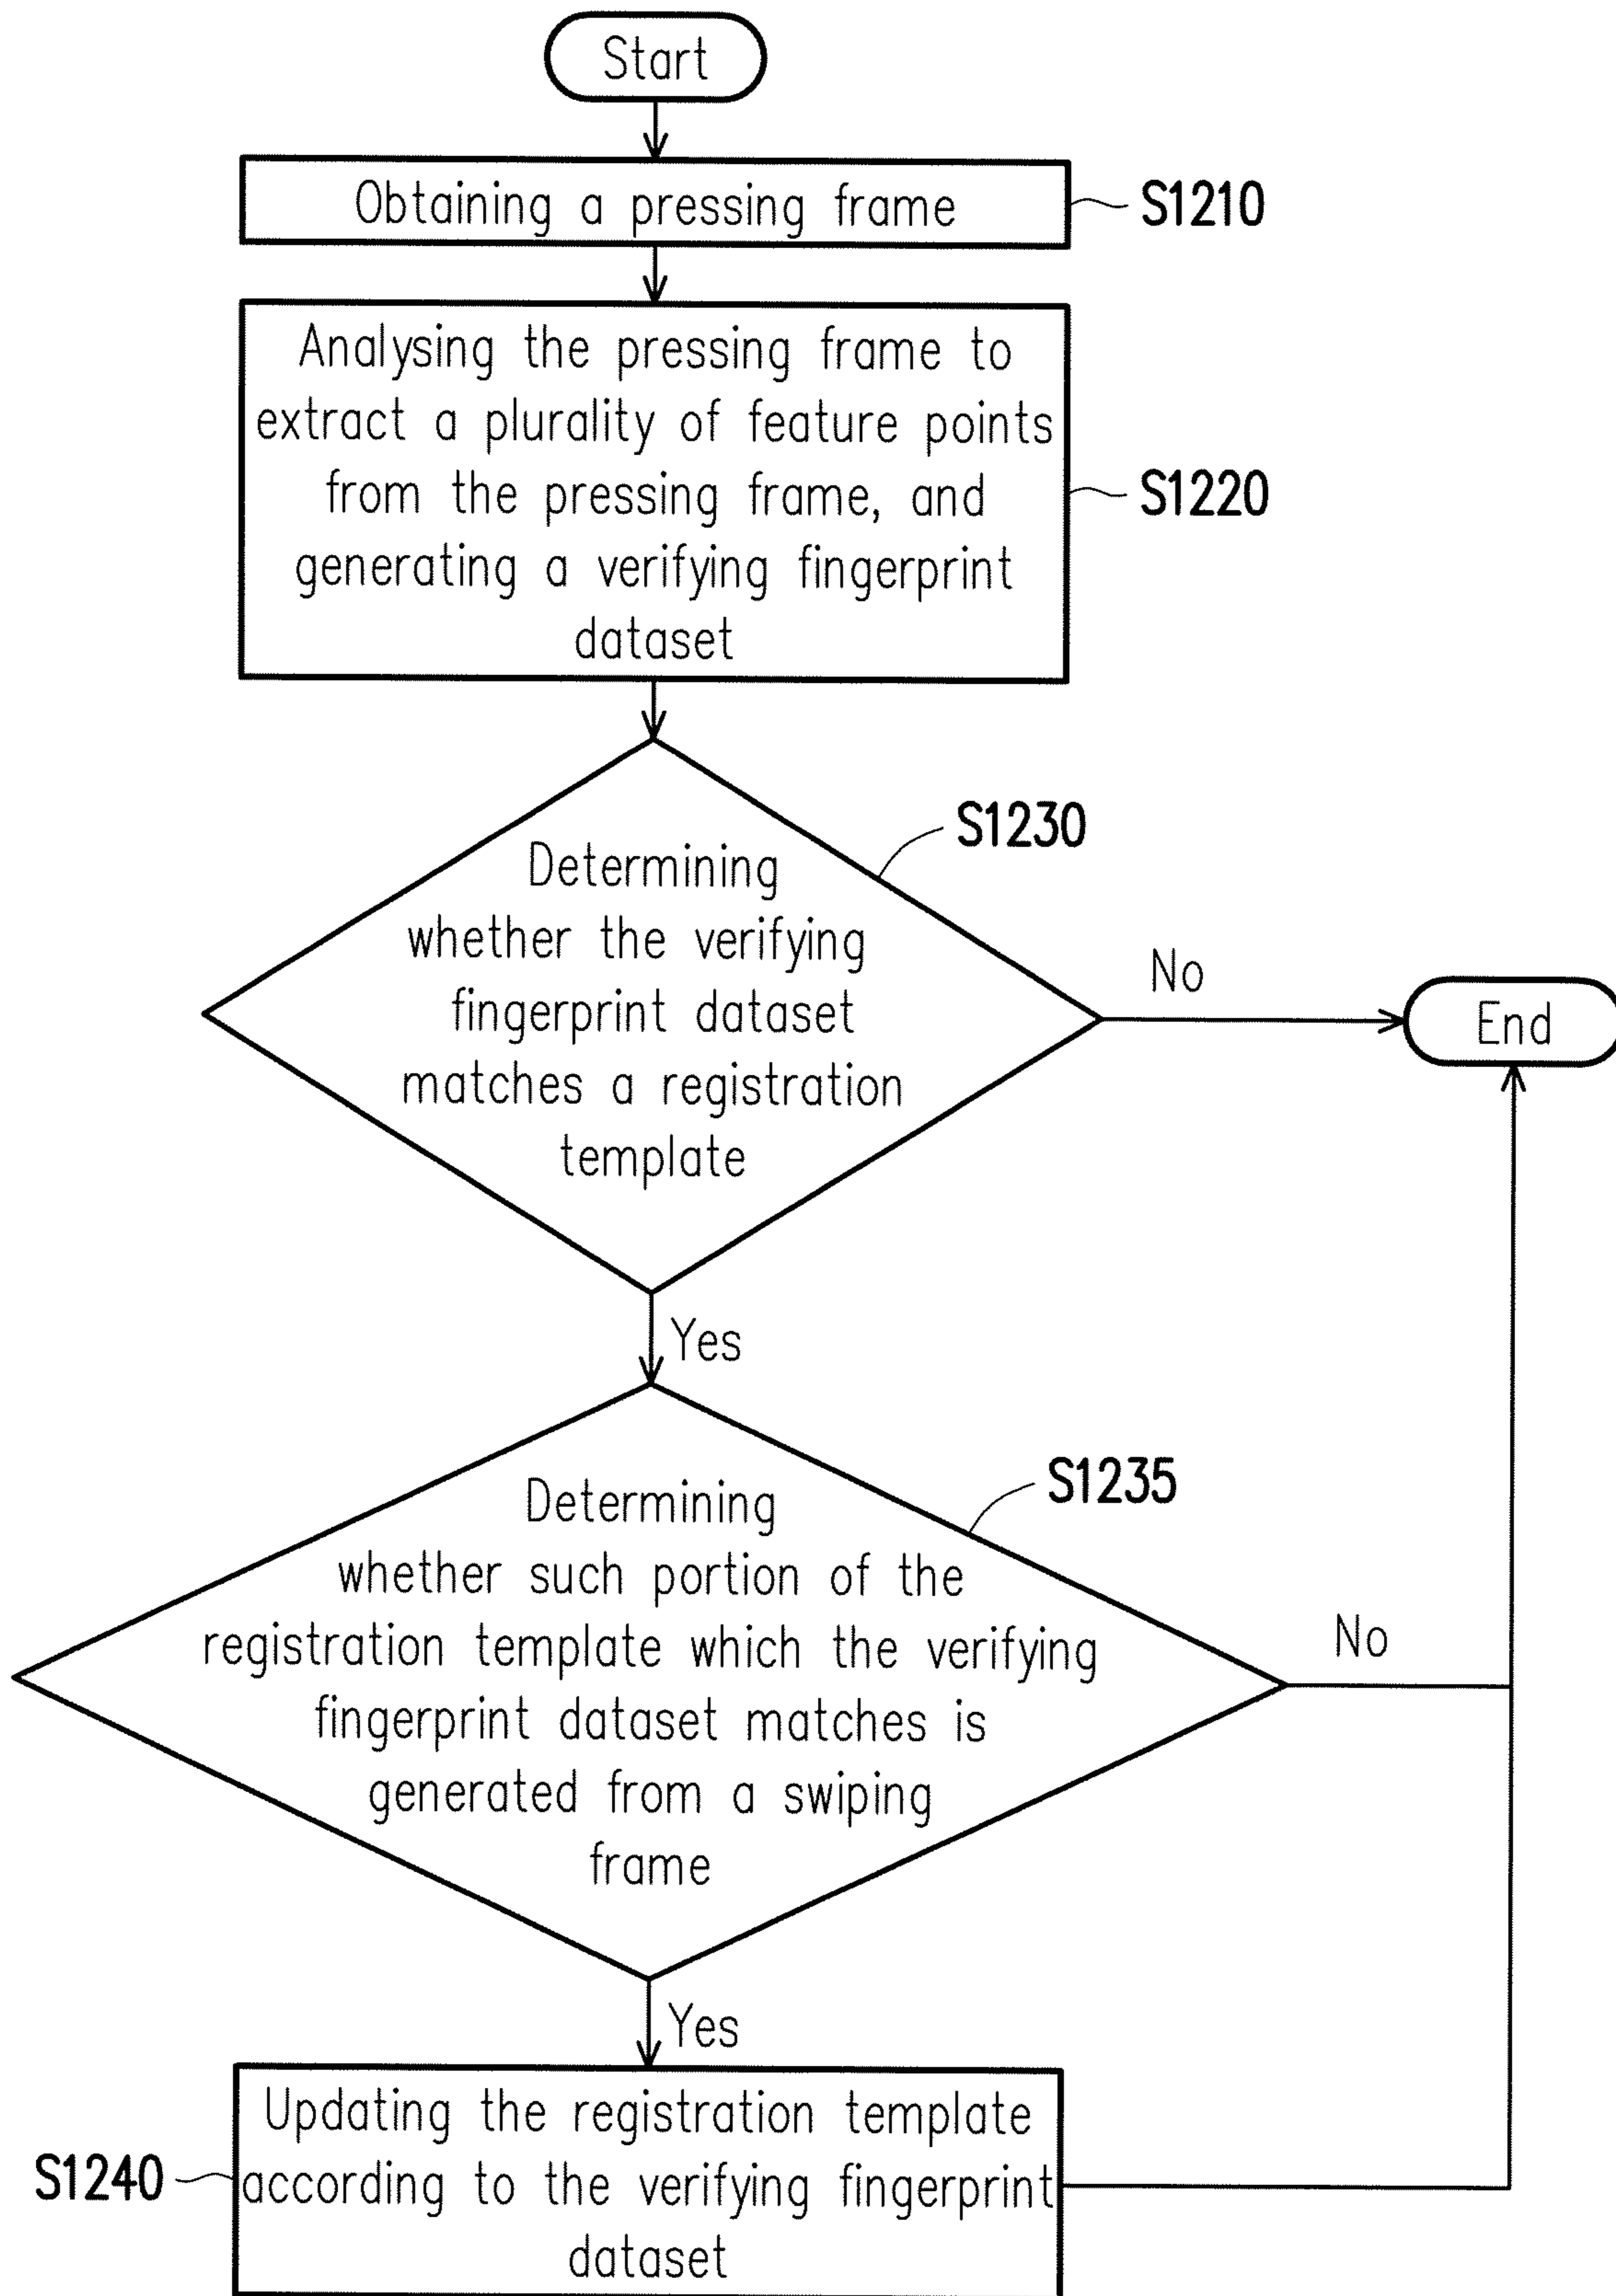 Start
Obtaining a pressing frame
S1210
Analysing the pressing frame to
extract a plurality of feature points
from the pressing frame, and
generating a verifying fingerprint
dataset
S1220
S1230
Determining
whether the verifying
fingerprint dataset
matches a registration
template
No
End
Yes
S1235
Determining
whether such portion of the
registration template which the verifying
fingerprint dataset matches is
generated from a swiping
frame
No
Yes
Updating the registration template
according to the verifying fingerprint
dataset
S1240